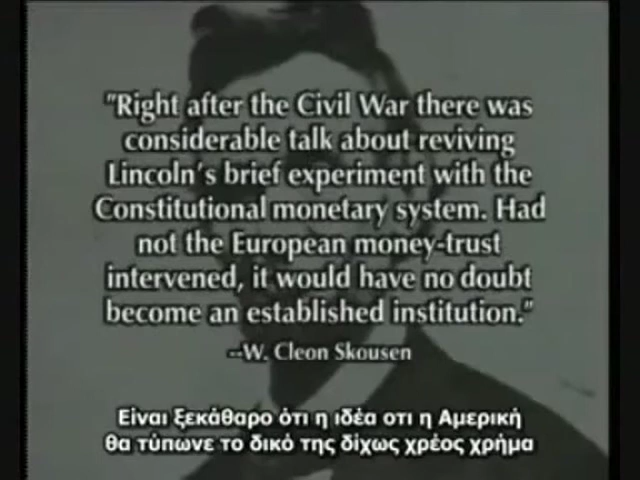 "Right after the Civil War there was
considerable talk about reviving
Lincoln's brief experiment with the
Constitutional monetary system. Had
not the European money-trust
intervened, it would have no doubt
become an established institution."
--W. Cleon Skousen
Είναι ξεκάθαρο ότι η ιδέα οτι η Αμερική
θα τύπωνε το δικό της δίχως χρέος χρήμα